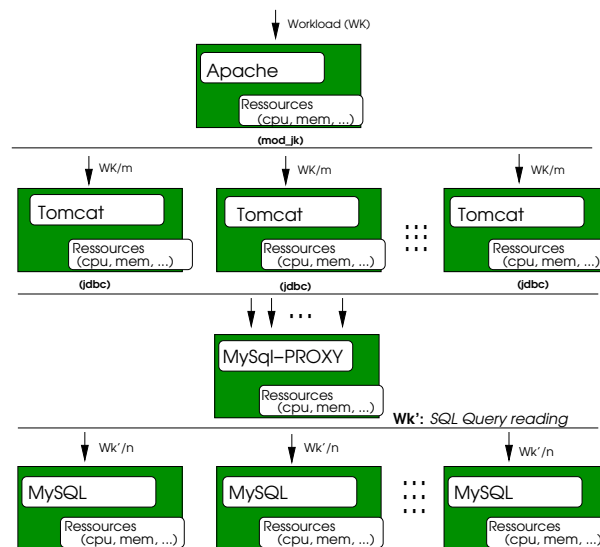 Workload (WK)
Apache
Ressources
(cpu, mem, ...)
(mod_jk)
WK/m WK/m WK/m
Tomcat Tomcat Tomcat
Ressources Ressources Ressources
(cpu, mem, ...) (cpu, mem, ...) (cpu, mem, ...)
(jdbc) (jdbc) (jdbc)
...
MySql-PROXY
Ressources
(cpu, mem, ...)
Wk': SQL Query reading
Wk'/n Wk'/n Wk'/n
MySQL MySQL MySQL
Ressources Ressources Ressources
(cpu, mem, ...) (cpu, mem, ...) (cpu, mem, ...)